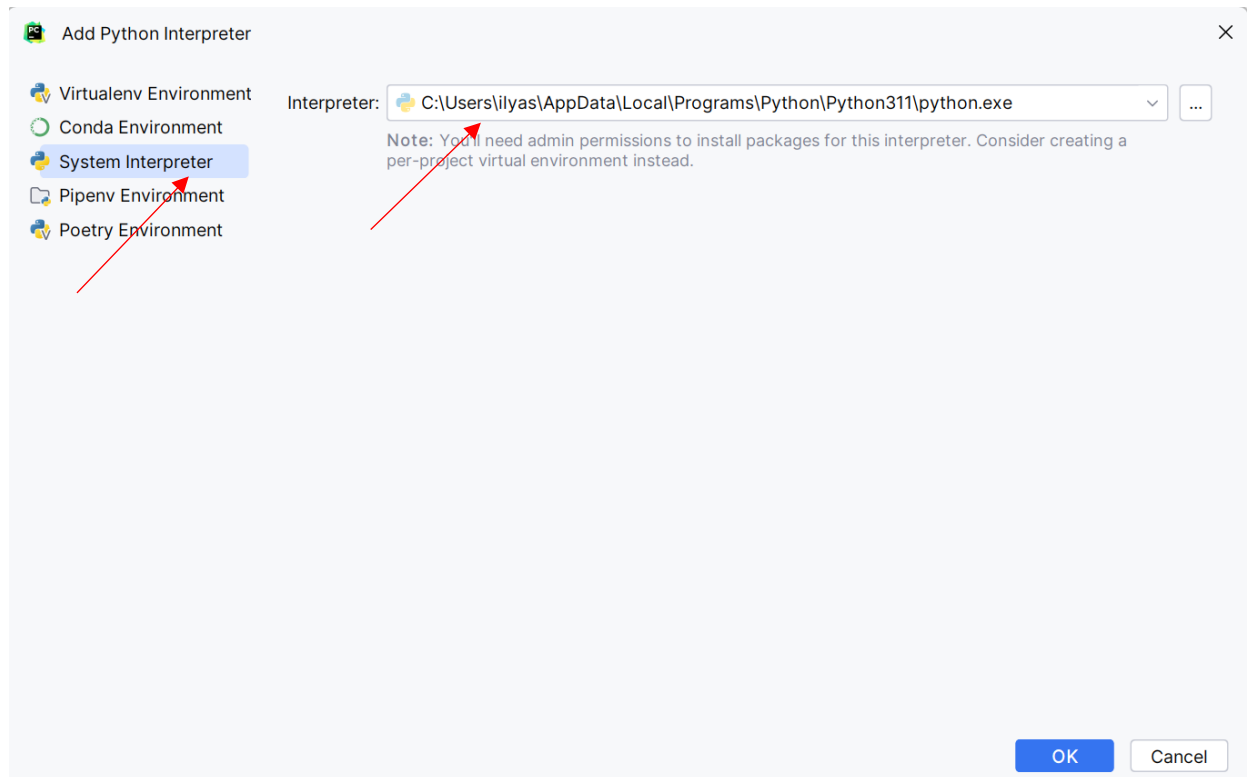 Add Python Interpreter
Virtualenv Environment
Conda Environment
System Interpreter
Pipenv Environment
Poetry Environment
Interpreter: C:\Users\ilyas\AppData\Local\Programs\Python\Python311\python.exe ...
Note: You'll need admin permissions to install packages for this interpreter. Consider creating a
per-project virtual environment instead.
OK Cancel